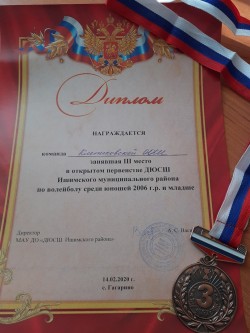 Диплом
НАГРАЖДАЕТСЯ
команда
занявшая III место
в открытом первенстве ДЮСШ
Ишимского муниципального района
по волейболу среди юношей 2006 г.р. и младше
Директор
МАУ ДО «ДЮСШ Ишимского района»
14.02.2020 г.
с. Гагарино
3